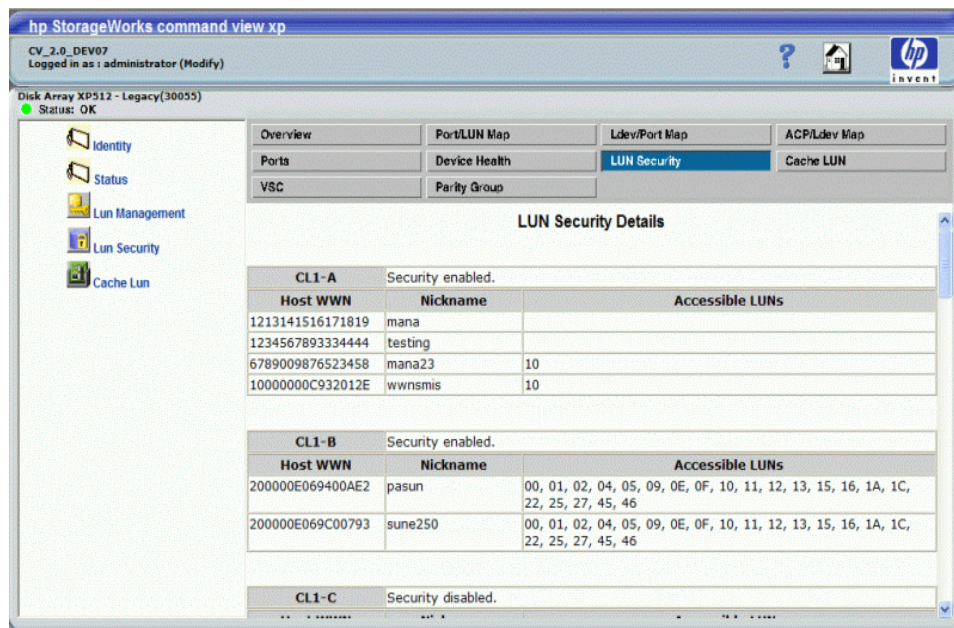 hp StorageWorks command view xp
CV_2.0_DEV07
Logged in as : administrator (Modify)
?
hp
invent
Disk Array XP512 - Legacy(30055)
Status: OK
Identity
Status
Lun Management
Lun Security
Cache Lun
Overview Port/LUN Map Ldev/Port Map ACP/Ldev Map
Ports Device Health LUN Security Cache LUN
VSC Parity Group
LUN Security Details
CL1-A Security enabled.
Host WWN Nickname Accessible LUNs
1213141516171819 mana
1234567893334444 testing
6789009876523458 mana23 10
10000000C932012E wwnsmis 10
CL1-B Security enabled.
Host WWN Nickname Accessible LUNs
200000E069400AE2 pasun 00, 01, 02, 04, 05, 09, 0E, 0F, 10, 11, 12, 13, 15, 16, 1A, 1C,
22, 25, 27, 45, 46
200000E069C00793 sune250 00, 01, 02, 04, 05, 09, 0E, 0F, 10, 11, 12, 13, 15, 16, 1A, 1C,
22, 25, 27, 45, 46
CL1-C Security disabled.